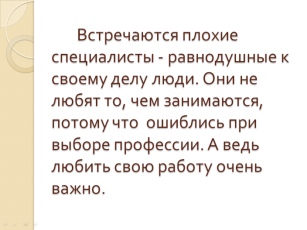 Встречаются плохие
специалисты - равнодушные к
своему делу люди. Они не
любят то, чем занимаются,
потому что  ошиблись при
выборе профессии. А ведь
любить свою работу очень
важно.